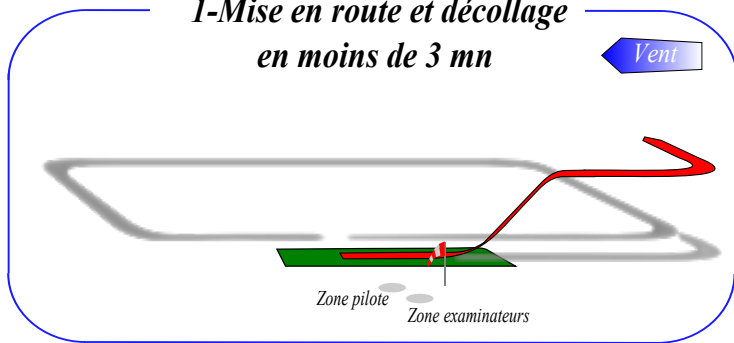 1-Mise en route et décollage
en moins de 3 mn
Vent
Zone pilote
Zone examinateurs